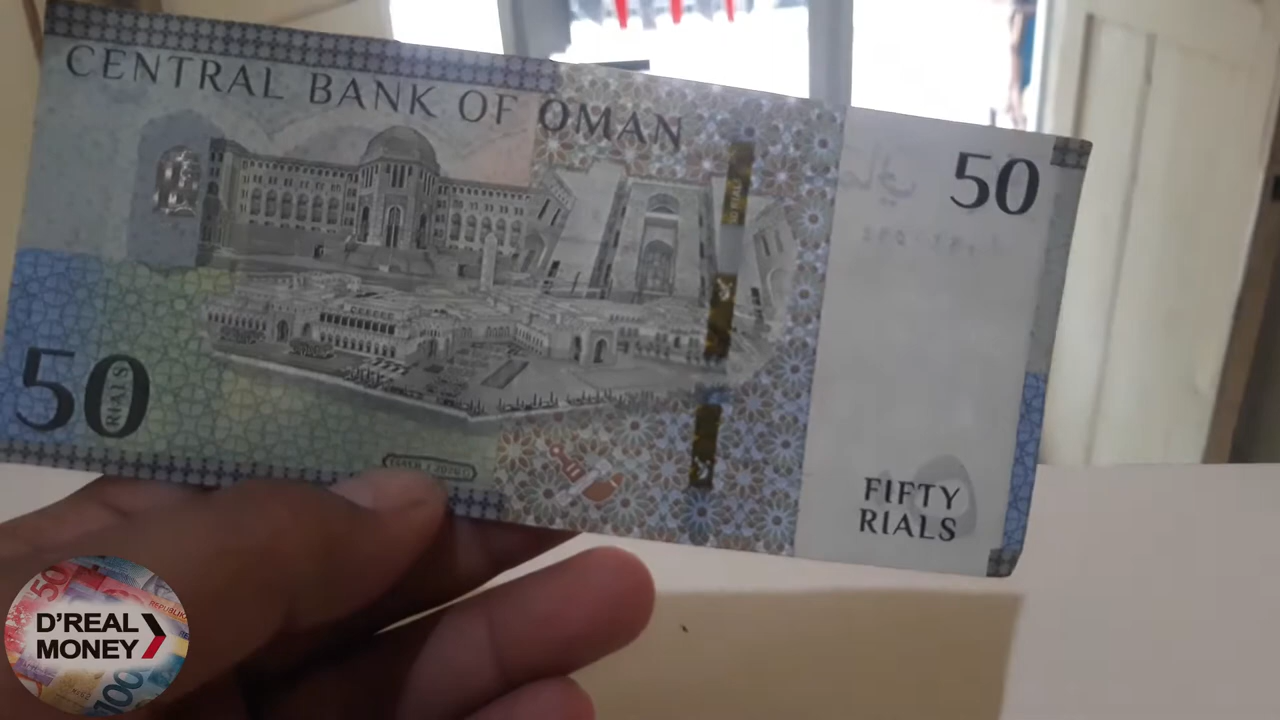 CENTRAL BANK OF OMAN
50
50
RIALS
FIFTY
RIALS
D'REAL
MONEY